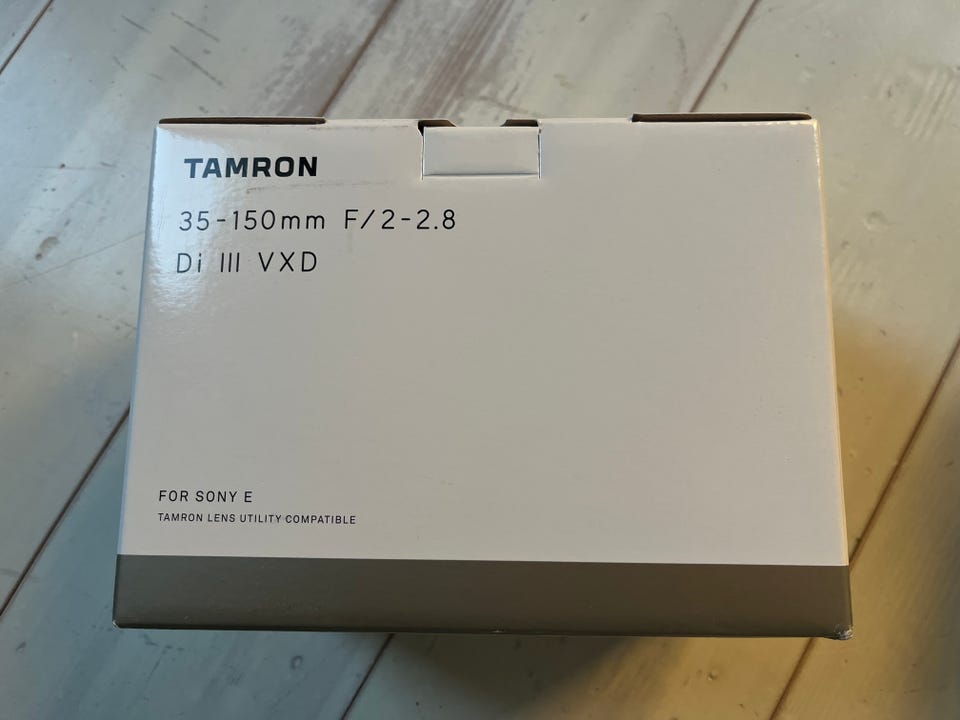 TAMRON
35-150mm F/2-2.8
Di III VXD
FOR SONY E
TAMRON LENS UTILITY COMPATIBLE